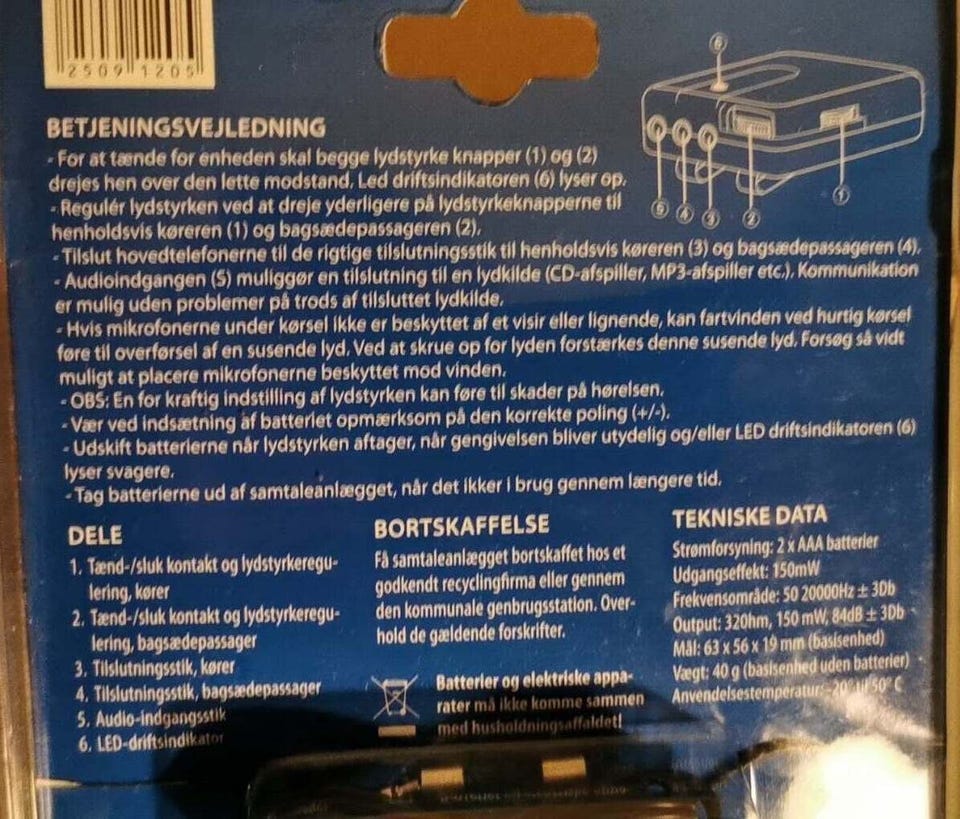 2509 1205
BETJENINGSVEJLEDNING
- For at tænde for enheden skal begge lydstyrke knapper (1) og (2)
drejes hen over den lette modstand. Led driftsindikatoren (6) lyser op.
- Regulér lydstyrken ved at dreje yderligere på lydstyrkeknapperne til
henholdsvis køreren (1) og bagsædepassageren (2).
- Tilslut hovedtelefonerne til de rigtige tilslutningsstik til henholdsvis køreren (3) og bagsædepassageren (4).
- Audioindgangen (5) muliggør en tilslutning til en lydkilde (CD-afspiller, MP3-afspiller etc.). Kommunikation
er mulig uden problemer på trods af tilsluttet lydkilde.
- Hvis mikrofonerne under kørsel ikke er beskyttet af et visir eller lignende, kan fartvinden ved hurtig kørsel
føre til overførsel af en susende lyd. Ved at skrue op for lyden forstærkes denne susende lyd. Forsøg så vidt
muligt at placere mikrofonerne beskyttet mod vinden.
- OBS: En for kraftig indstilling af lydstyrken kan føre til skader på hørelsen.
- Vær ved indsætning af batteriet opmærksom på den korrekte poling (+/-).
- Udskift batterierne når lydstyrken aftager, når gengivelsen bliver utydelig og/eller LED driftsindikatoren (6)
lyser svagere.
- Tag batterierne ud af samtaleanlægget, når det ikker i brug gennem længere tid.
6
5 4 3 2 1
DELE
1. Tænd-/sluk kontakt og lydstyrkeregu-
lering, kører
2. Tænd-/sluk kontakt og lydstyrkeregu-
lering, bagsædepassager
3. Tilslutningsstik, kører
4. Tilslutningsstik, bagsædepassager
5. Audio-indgangsstik
6. LED-driftsindikator
BORTSKAFFELSE
Få samtaleanlægget bortskaffet hos et
godkendt recyclingfirma eller gennem
den kommunale genbrugsstation. Over-
hold de gældende forskrifter.
Batterier og elektriske appa-
rater må ikke komme sammen
med husholdningsaffaldet!
TEKNISKE DATA
Strømforsyning: 2 x AAA batterier
Udgangseffekt: 150mW
Frekvensområde: 50 20000Hz ± 3Db
Output: 320hm, 150 mW, 84dB ± 3Db
Mål: 63 x 56 x 19 mm (basisenhed)
Vægt: 40 g (basisenhed uden batterier)
Anvendelsestemperatur: -20° 50° C